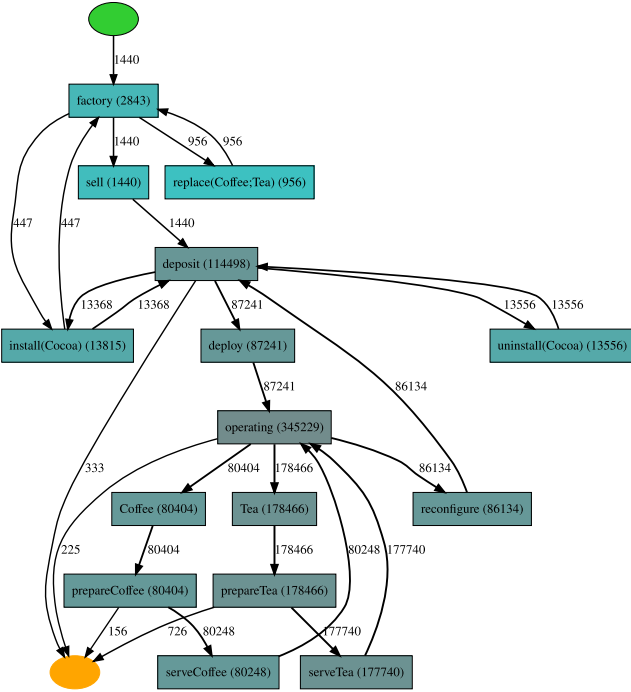 1440
factory (2843)
1440
956
956
sell (1440)
replace(Coffee;Tea) (956)
447
447
1440
deposit (114498)
13368
13368
87241
13556
13556
install(Cocoa) (13815)
deploy (87241)
uninstall(Cocoa) (13556)
87241
86134
operating (345229)
333
80404
178466
86134
Coffee (80404)
Tea (178466)
reconfigure (86134)
225
80404
178466
80248
177740
prepareCoffee (80404)
prepareTea (178466)
156
726
80248
177740
serveCoffee (80248)
serveTea (177740)